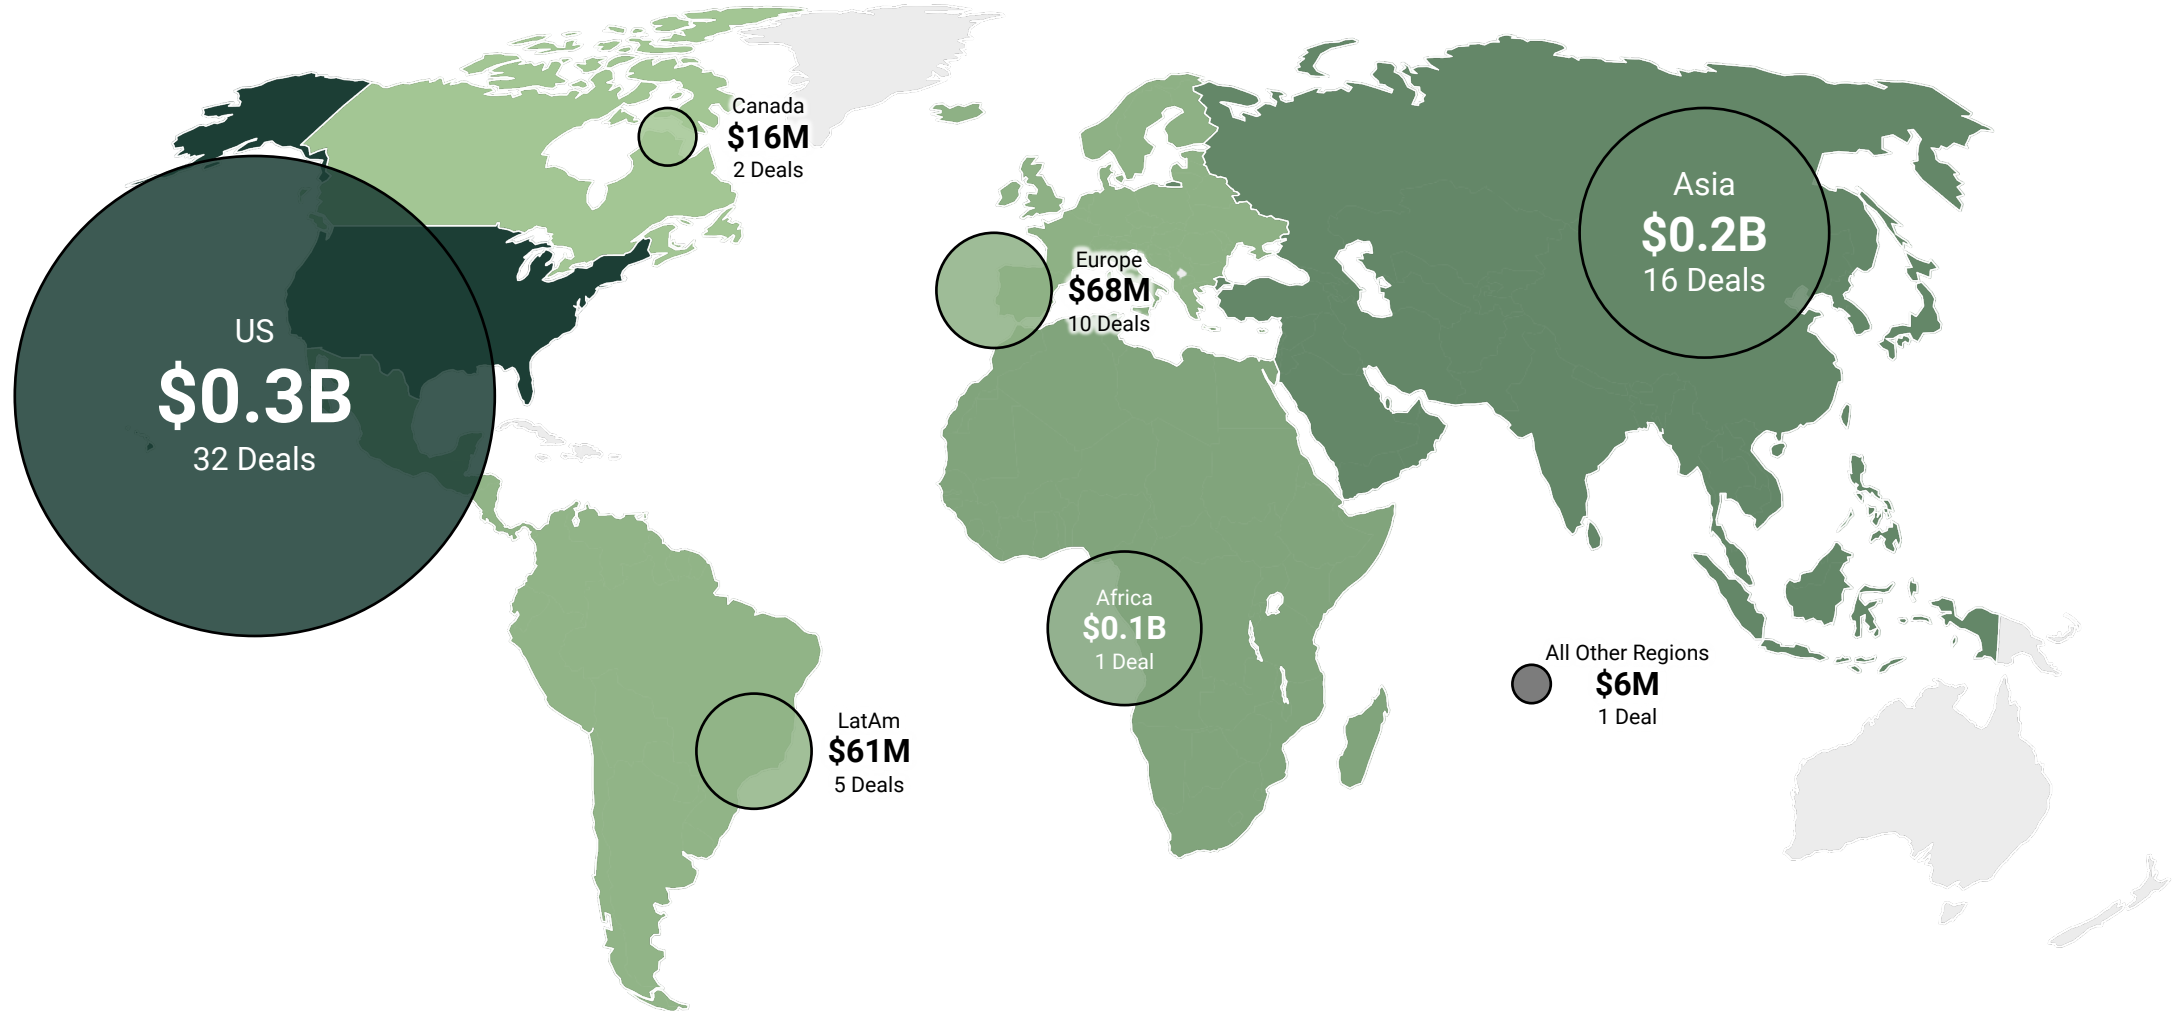 Canada
$16M
2 Deals
US
$0.3B
32 Deals
Europe
$68M
10 Deals
Asia
$0.2B
16 Deals
Africa
$0.1B
1 Deal
LatAm
$61M
5 Deals
All Other Regions
$6M
1 Deal